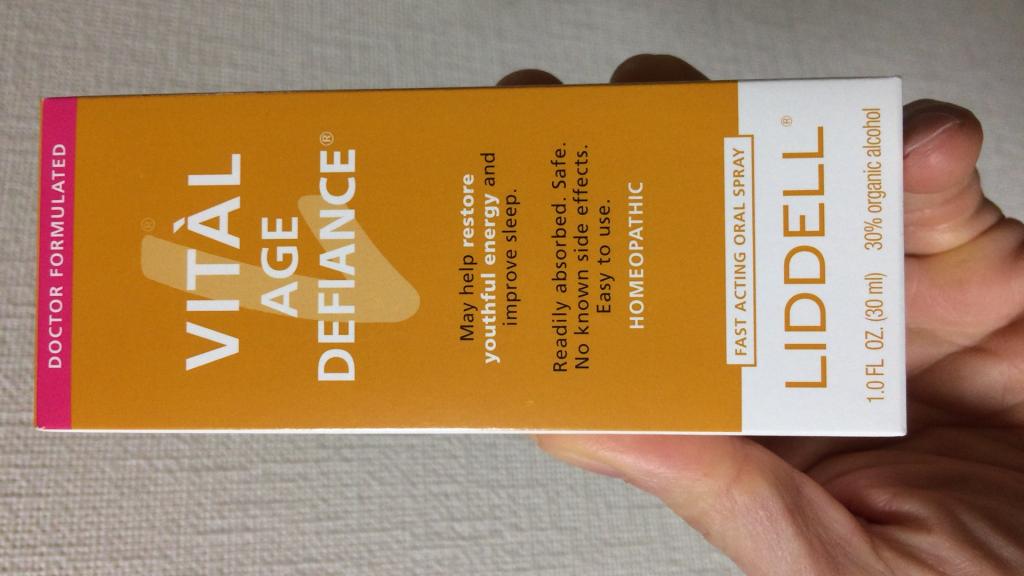 DOCTOR FORMULATED
VITÀL®
AGE
DEFIANCE®
May help restore
youthful energy and
improve sleep.
Readily absorbed. Safe.
No known side effects.
Easy to use.
HOMEOPATHIC
FAST ACTING ORAL SPRAY
LIDDELL®
1.0 FL OZ. (30 ml) 30% organic alcohol